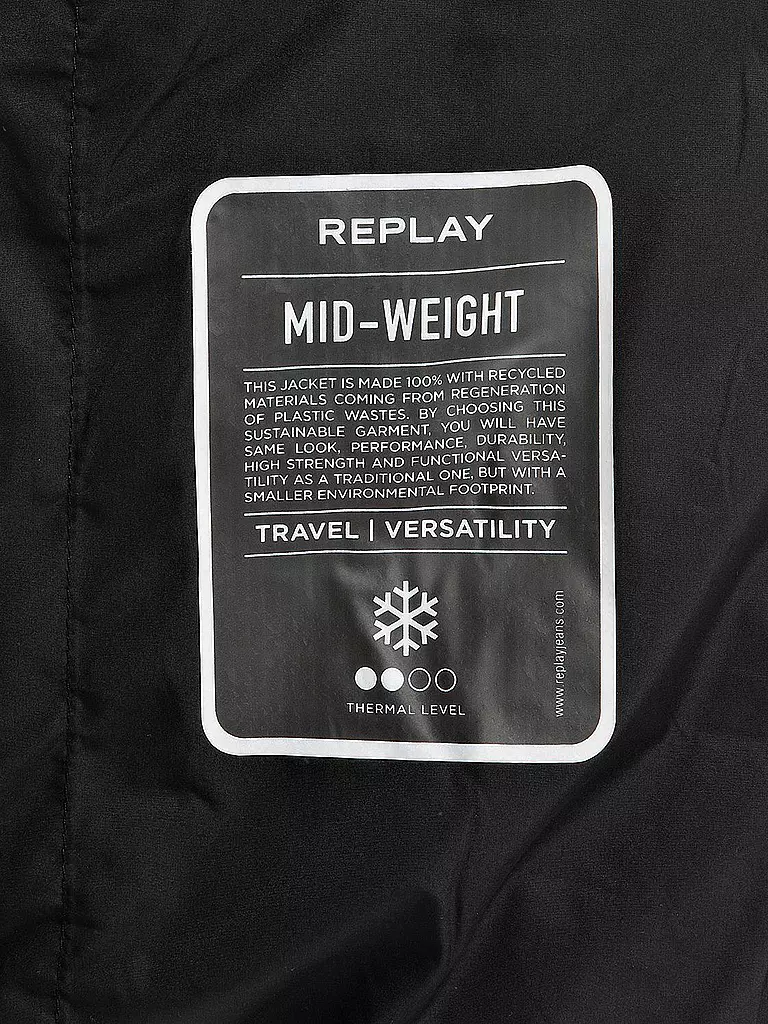 REPLAY
MID-WEIGHT
THIS JACKET IS MADE 100% WITH RECYCLED
MATERIALS COMING FROM REGENERATION
OF PLASTIC WASTES. BY CHOOSING THIS
SUSTAINABLE GARMENT, YOU WILL HAVE
SAME LOOK, PERFORMANCE, DURABILITY,
HIGH STRENGTH AND FUNCTIONAL VERSA-
TILITY AS A TRADITIONAL ONE, BUT WITH A
SMALLER ENVIRONMENTAL FOOTPRINT.
TRAVEL | VERSATILITY
THERMAL LEVEL
www.replayjeans.com